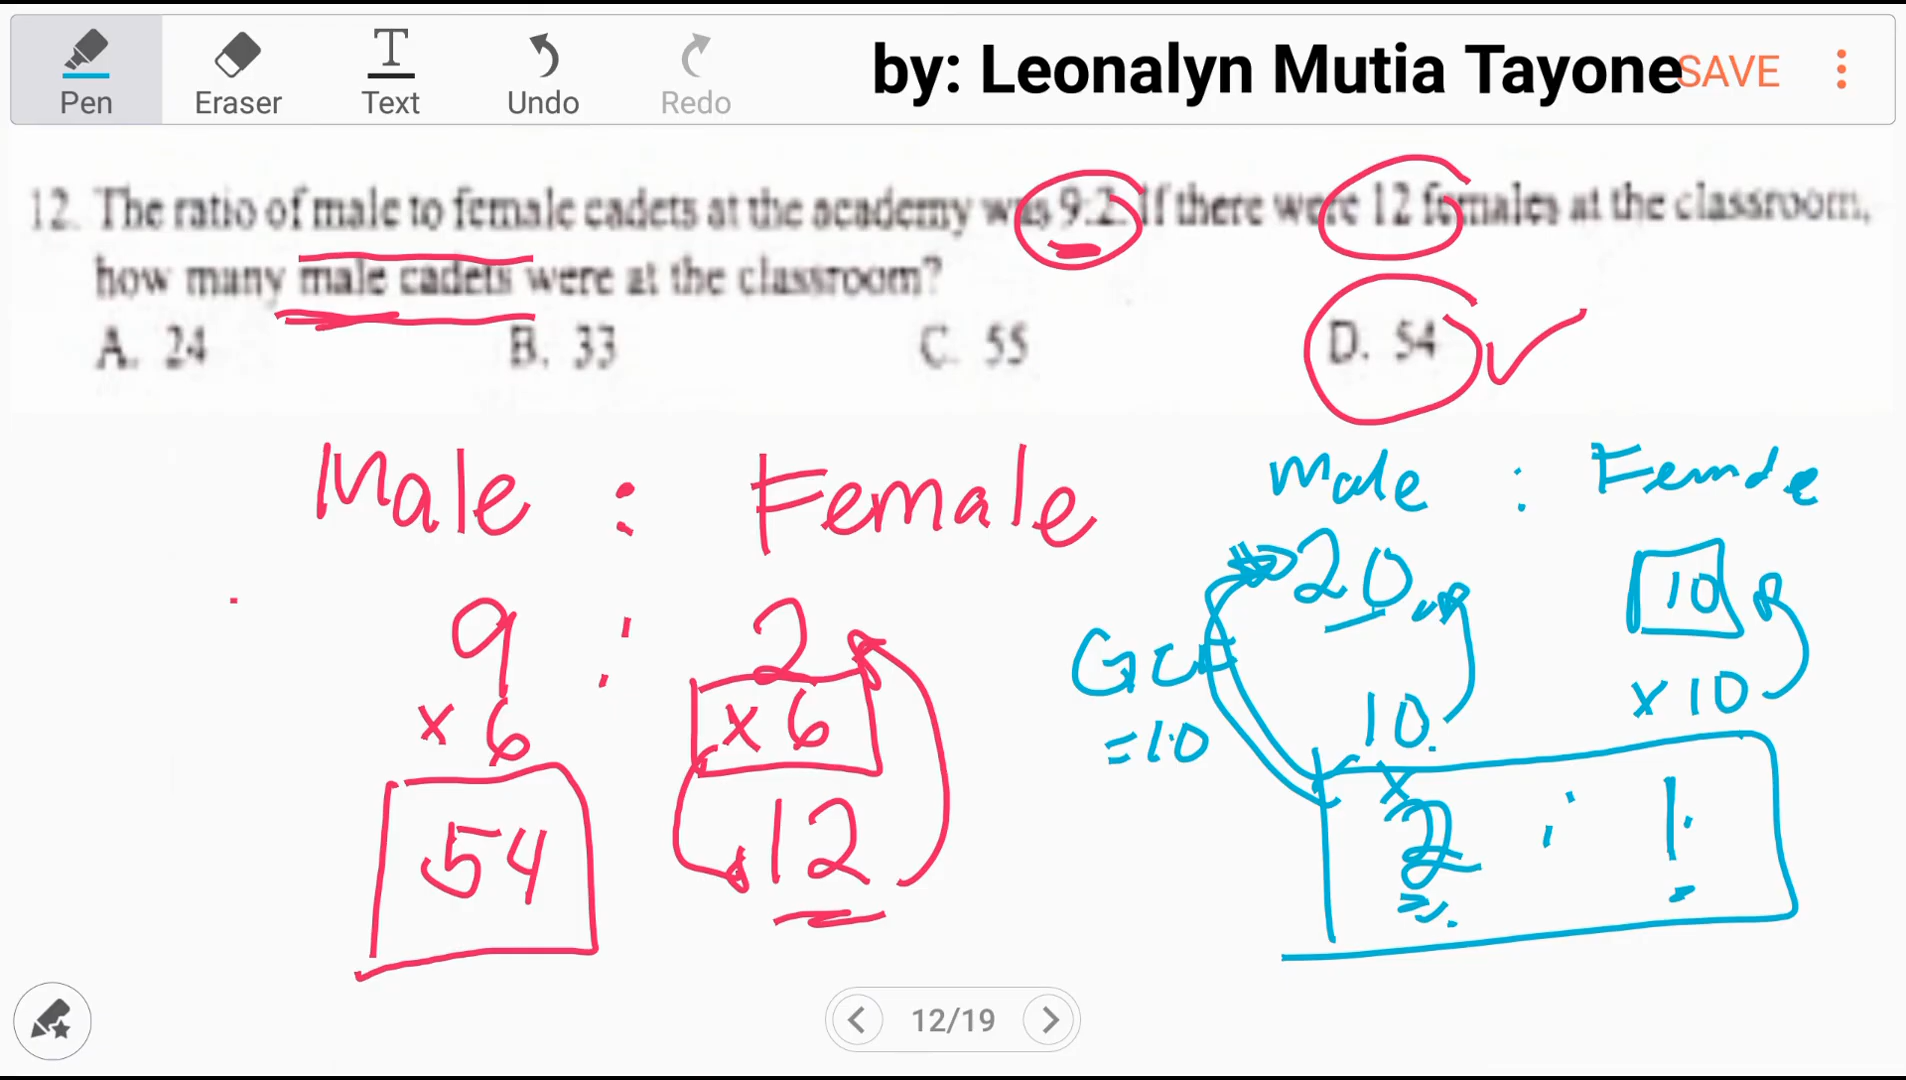 Pen Eraser Text Undo Redo by: Leonalyn Mutia Tayone SAVE
12. The ratio of male to female cadets at the academy was 9:2. If there were 12 females at the classroom,
how many male cadets were at the classroom?
A. 24 B. 33 C. 55 D. 54
Male : Female
9 : 2
x 6 x 6
54 12
Male : Female
20 10
GCF
=10
10 x 10
x
2 : 1
12/19